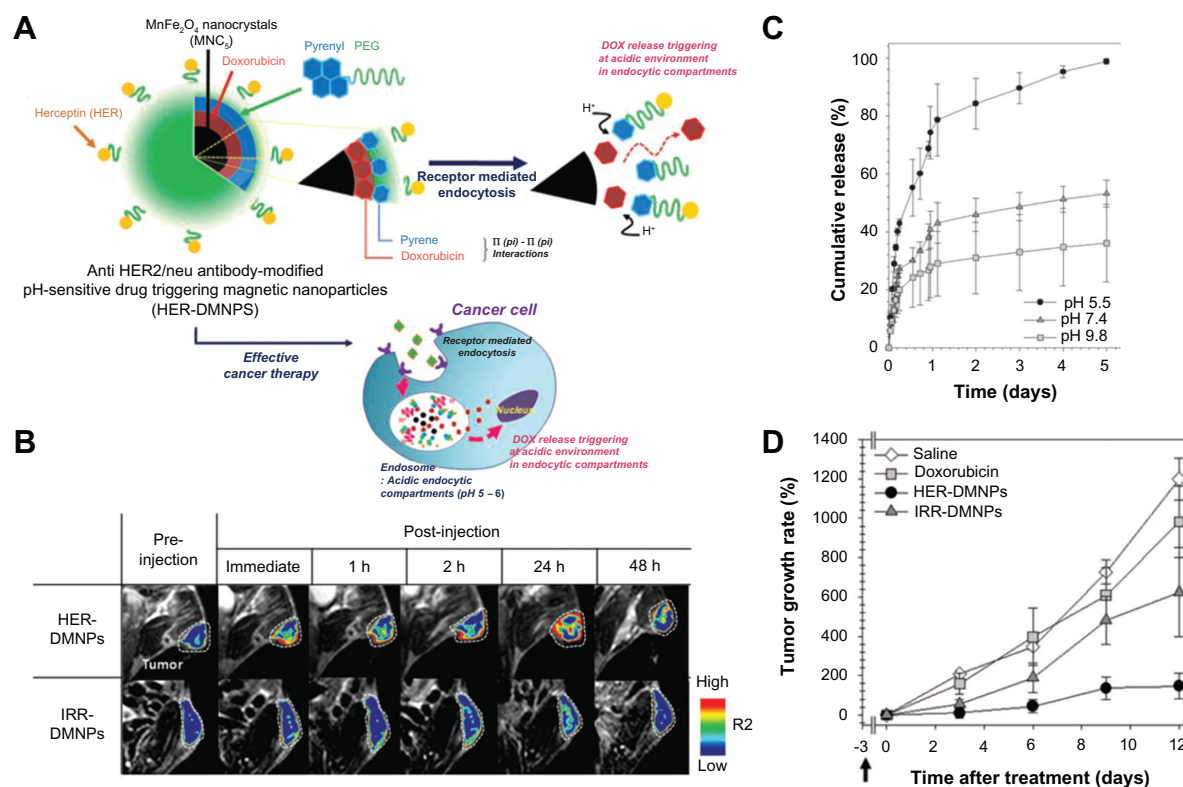 A
MnFe₂O₄ nanocrystals
(MNC₅)
Doxorubicin
Pyrenyl
PEG
Herceptin (HER)
Receptor mediated
endocytosis
DOX release triggering
at acidic environment
in endocytic compartments
H⁺
H⁺
Pyrene
Doxorubicin
Π (pi) - Π (pi)
Interactions
Anti HER2/neu antibody-modified
pH-sensitive drug triggering magnetic nanoparticles
(HER-DMNPS)
Effective
cancer therapy
Cancer cell
Receptor mediated
endocytosis
H⁺
Nucleus
DOX release triggering
at acidic environment
in endocytic compartments
Endosome
: Acidic endocytic
compartments (pH 5 ~ 6)
B
Pre-
injection
Post-injection
Immediate
1 h
2 h
24 h
48 h
HER-
DMNPs
Tumor
IRR-
DMNPs
High
R2
Low
C
Cumulative release (%)
100
80
60
40
20
0
pH 5.5
pH 7.4
pH 9.8
0 1 2 3 4 5
Time (days)
D
Tumor growth rate (%)
1400
1200
1000
800
600
400
200
0
Saline
Doxorubicin
HER-DMNPs
IRR-DMNPs
-3 0 2 4 6 8 10 12
Time after treatment (days)